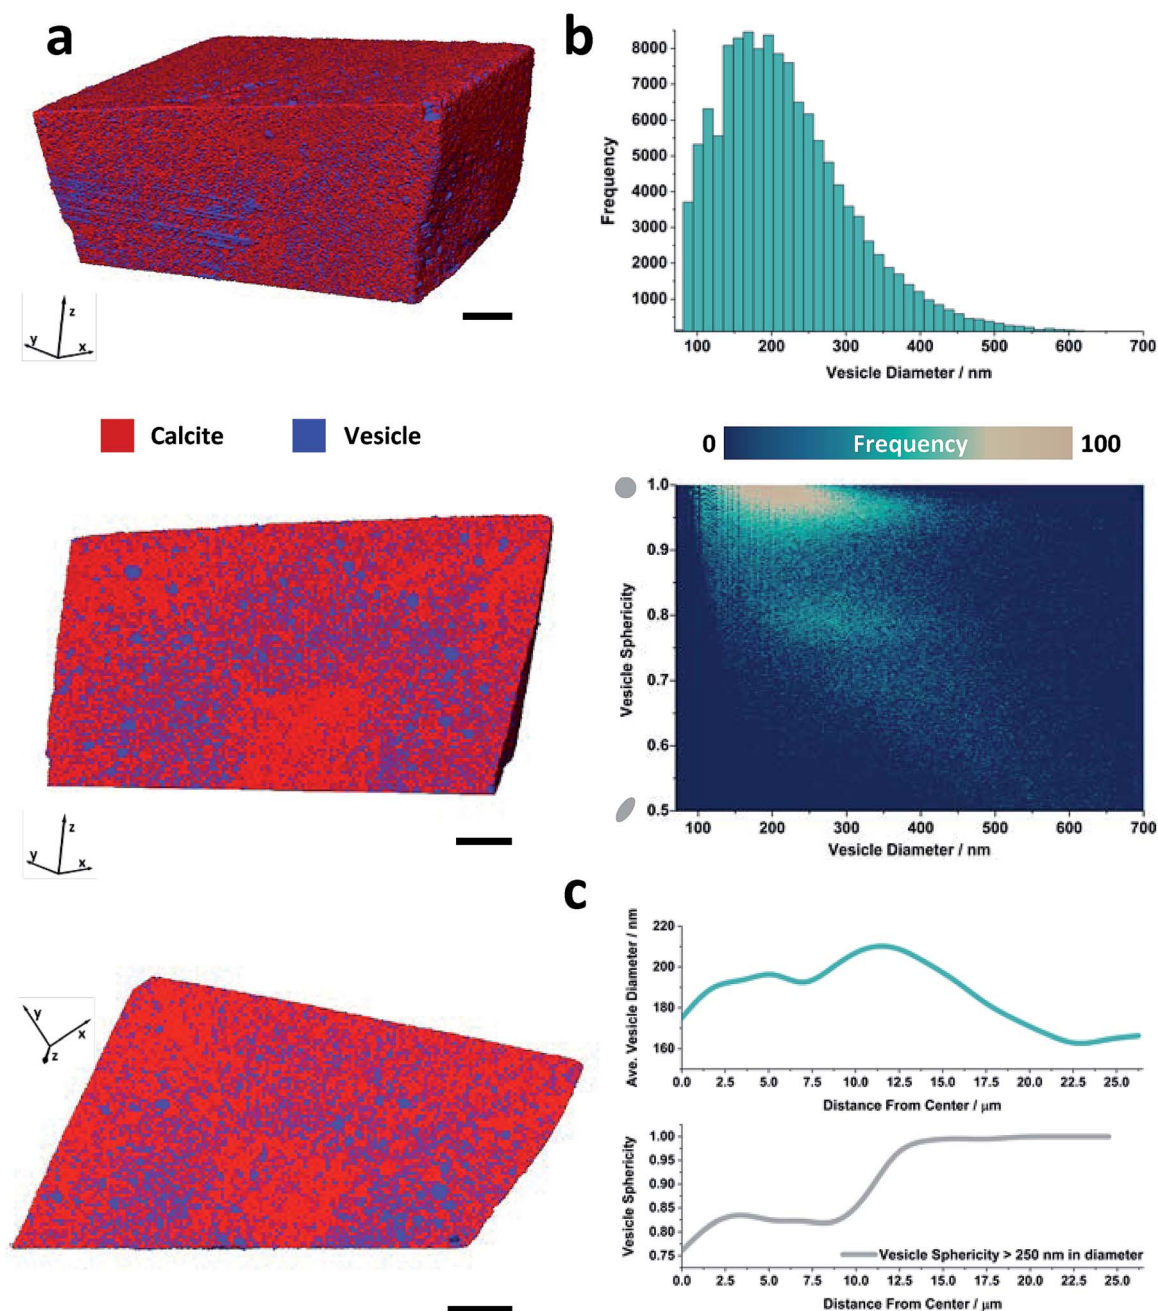 a
z
y
x
Calcite
Vesicle
z
y
x
y
x
z
b
8000
7000
6000
5000
4000
3000
2000
1000
Frequency
100
200
300
400
500
600
700
Vesicle Diameter / nm
0
Frequency
100
1.0
0.9
0.8
0.7
0.6
0.5
Vesicle Sphericity
100
200
300
400
500
600
700
Vesicle Diameter / nm
c
220
200
180
160
Ave. Vesicle Diameter / nm
0.0
2.5
5.0
7.5
10.0
12.5
15.0
17.5
20.0
22.5
25.0
Distance From Center / μm
1.00
0.95
0.90
0.85
0.80
0.75
Vesicle Sphericity
Vesicle Sphericity > 250 nm in diameter
0.0
2.5
5.0
7.5
10.0
12.5
15.0
17.5
20.0
22.5
25.0
Distance From Center / μm